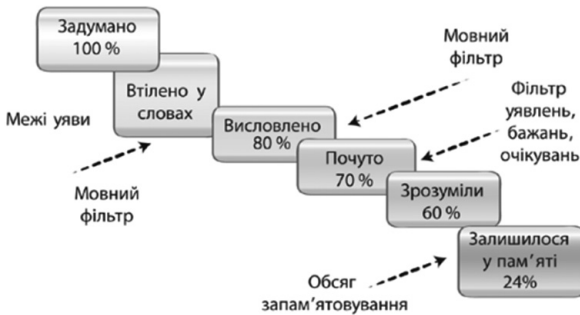 Задумано
100 %
Втілено у
словах
Межі уяви
Мовний
фільтр
Висловлено
80 %
Мовний
фільтр
Почуто
70 %
Фільтр
уявлень,
бажань,
очікувань
Зрозуміли
60 %
Залишилося
у пам’яті
24%
Обсяг
запам’ятовування